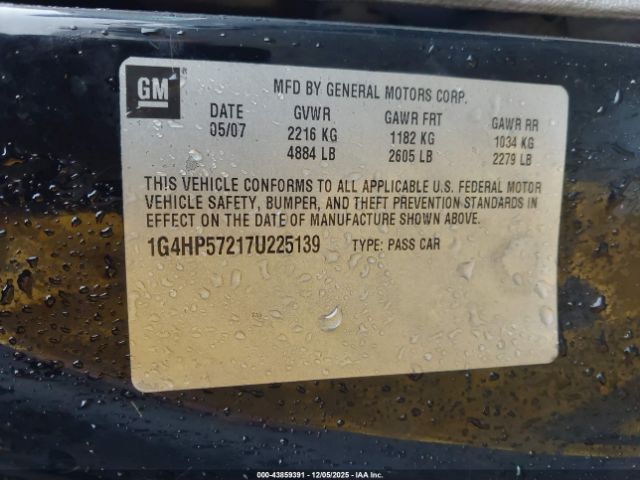 GM
MFD BY GENERAL MOTORS CORP.
DATE GVWR GAWR FRT GAWR RR
05/07 2216 KG 1182 KG 1034 KG
4884 LB 2605 LB 2279 LB
THIS VEHICLE CONFORMS TO ALL APPLICABLE U.S. FEDERAL MOTOR
VEHICLE SAFETY, BUMPER, AND THEFT PREVENTION STANDARDS IN
EFFECT ON THE DATE OF MANUFACTURE SHOWN ABOVE.
1G4HP57217U225139 TYPE: PASS CAR
000-43859391 - 12/05/2025 - IAA, Inc.